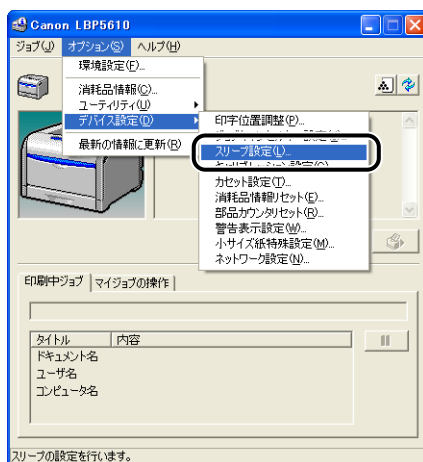 Canon LBP5610
ジョブ(J) オプション(S) ヘルプ(H)
環境設定(F)...
消耗品情報(C)...
ユーティリティ(U)
デバイス設定(D)
最新の情報に更新(R)
印字位置調整(P)...
スリープ設定(L)...
カセット設定(T)...
消耗品情報リセット(E)...
部品カウンタリセット(R)...
警告表示設定(W)...
小サイズ紙特殊設定(M)...
ネットワーク設定(N)...
印刷中ジョブ マイジョブの操作
タイトル 内容
ドキュメント名
ユーザ名
コンピュータ名
スリープの設定を行います。